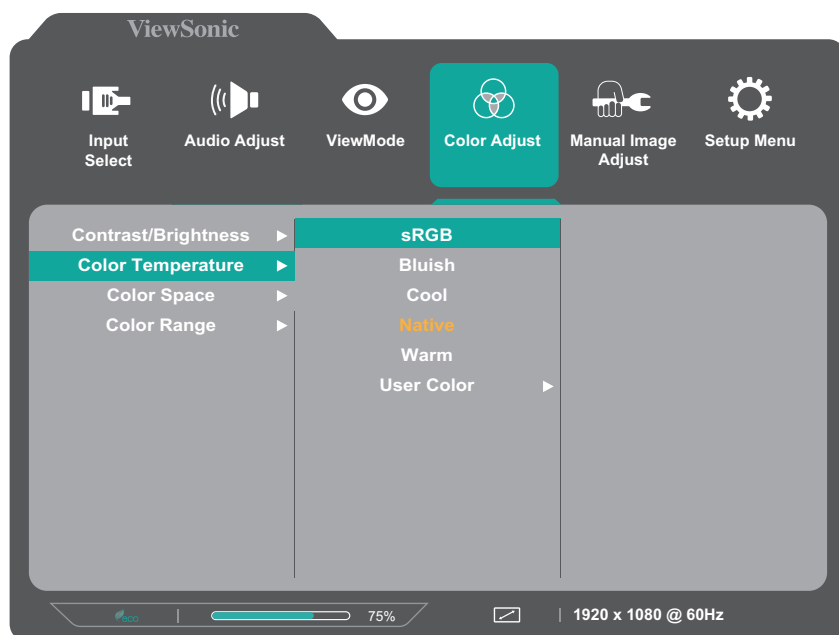 ViewSonic
Input
Select
Audio Adjust
ViewMode
Color Adjust
Manual Image
Adjust
Setup Menu
Contrast/Brightness
Color Temperature
Color Space
Color Range
sRGB
Bluish
Cool
Native
Warm
User Color
eco
75%
1920 x 1080 @ 60Hz